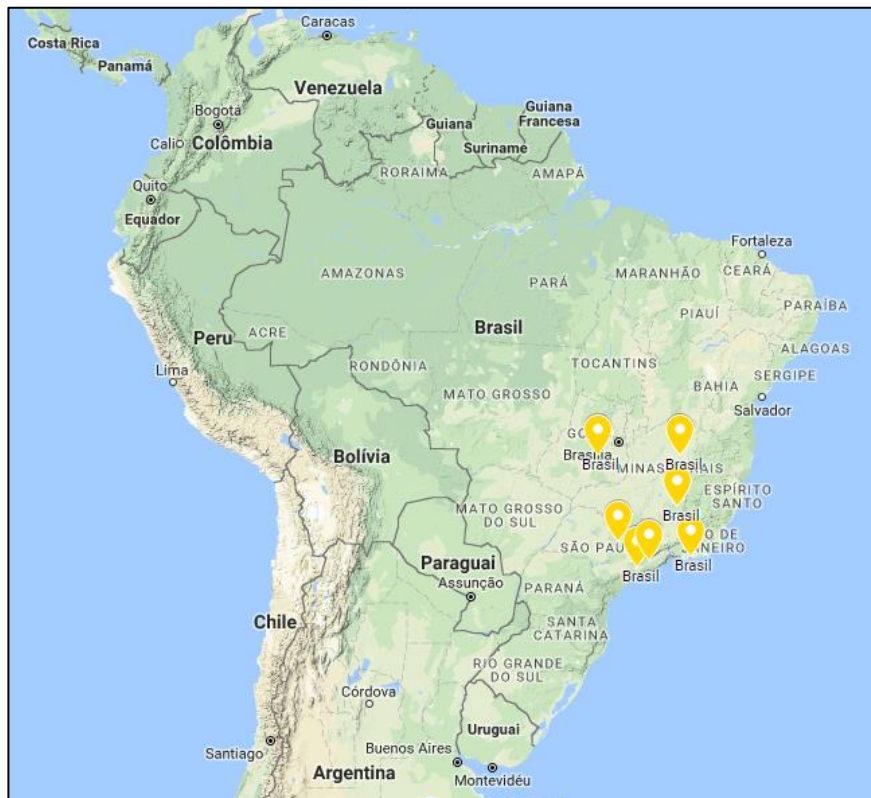 Caracas
Costa Rica
Panamá
Venezuela
Guiana
Guiana
Francesa
Bogotá
Cali
Colômbia
Suriname
RORAIMA
AMAPÁ
Quito
Equador
Fortaleza
AMAZONAS
PARÁ
MARANHÃO
CEARÁ
PARAÍBA
PIAUÍ
Brasil
ACRE
Peru
ALAGOAS
Lima
RONDÔNIA
TOCANTINS
SERGIPE
MATO GROSSO
BAHIA
Salvador
Brasília
Brasil
Bolívia
Brasil
MINAS
ESPÍRITO
SANTO
MATO GROSSO
DO SUL
Brasil
SÃO
Brasil
Brasil
Paraguai
Assunção
PARANÁ
Chile
SANTA
CATARINA
RIO GRANDE
DO SUL
Córdova
Uruguai
Santiago
Buenos Aires
Montevidéu
Argentina